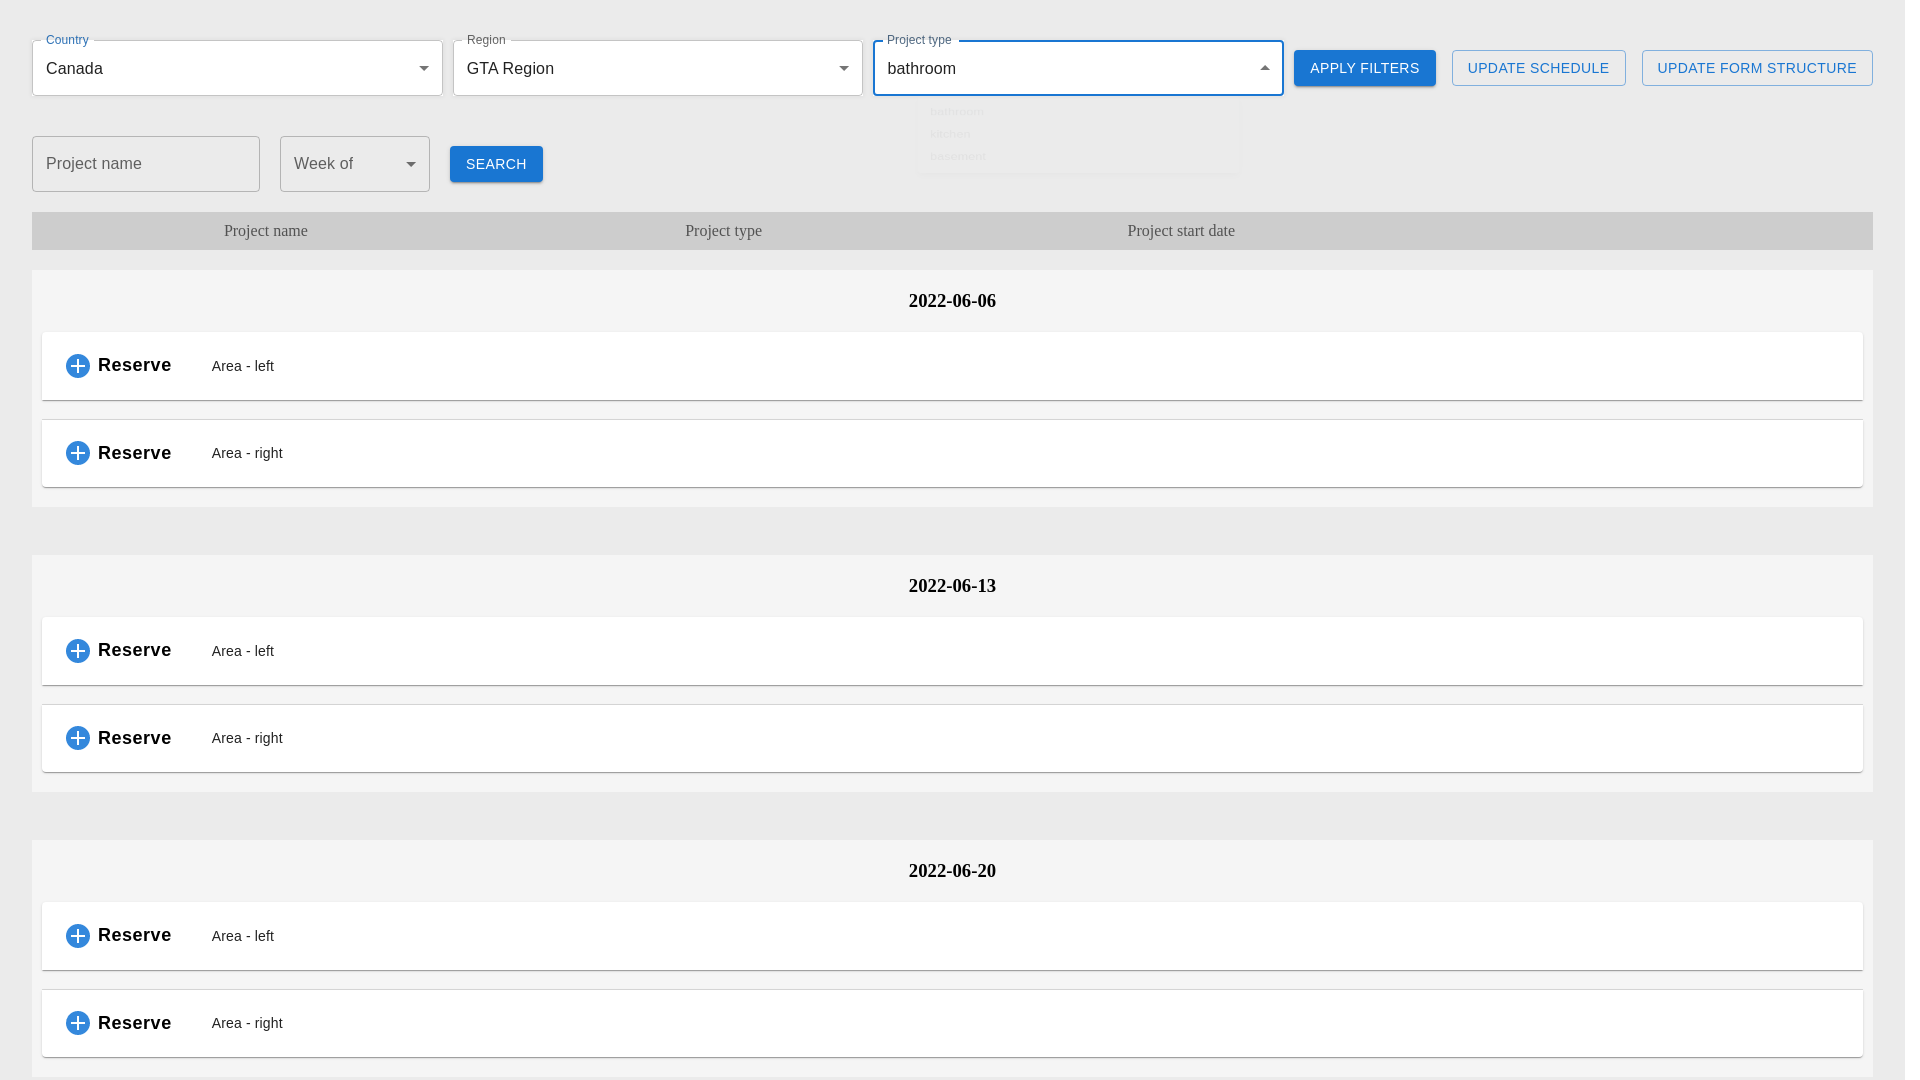 Country
Canada
Region
GTA Region
Project type
bathroom
APPLY FILTERS
UPDATE SCHEDULE
UPDATE FORM STRUCTURE
bathroom
kitchen
basement
Project name
Week of
SEARCH
Project name
Project type
Project start date
2022-06-06
Reserve
Area - left
Reserve
Area - right
2022-06-13
Reserve
Area - left
Reserve
Area - right
2022-06-20
Reserve
Area - left
Reserve
Area - right